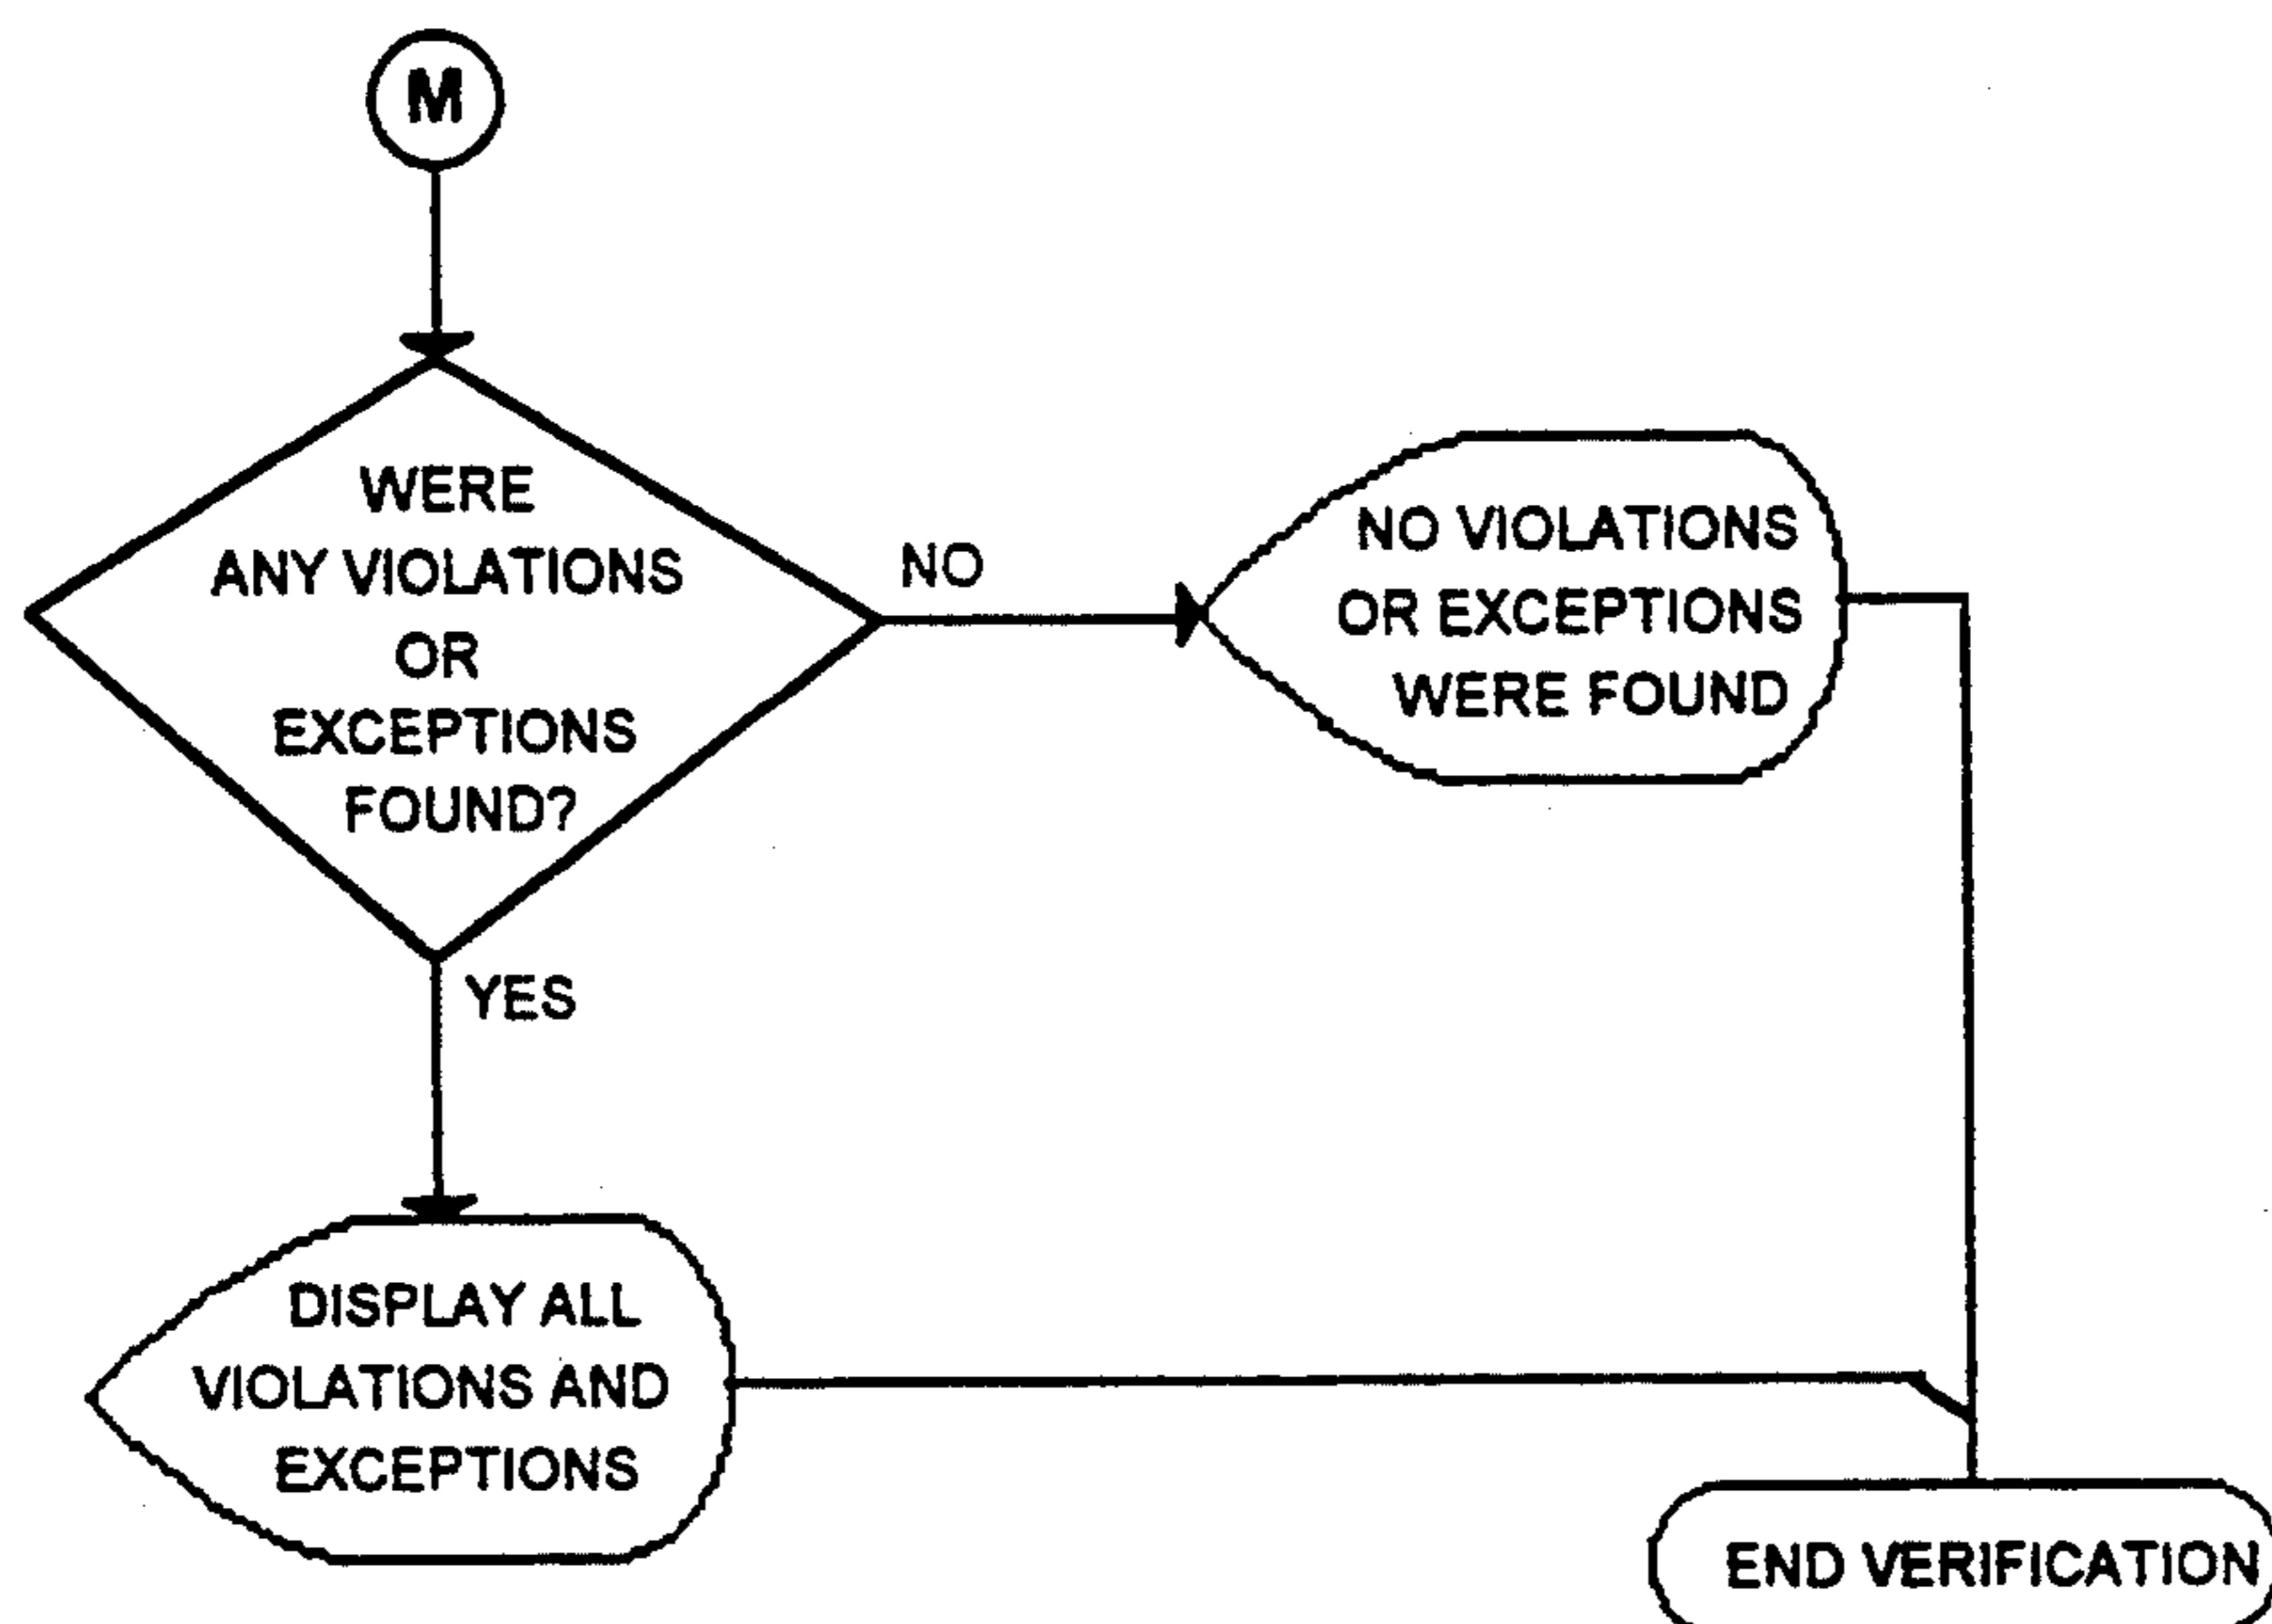 M
WERE
ANY VIOLATIONS
OR
EXCEPTIONS
FOUND?
NO
NO VIOLATIONS
OR EXCEPTIONS
WERE FOUND
YES
DISPLAY ALL
VIOLATIONS AND
EXCEPTIONS
END VERIFICATION